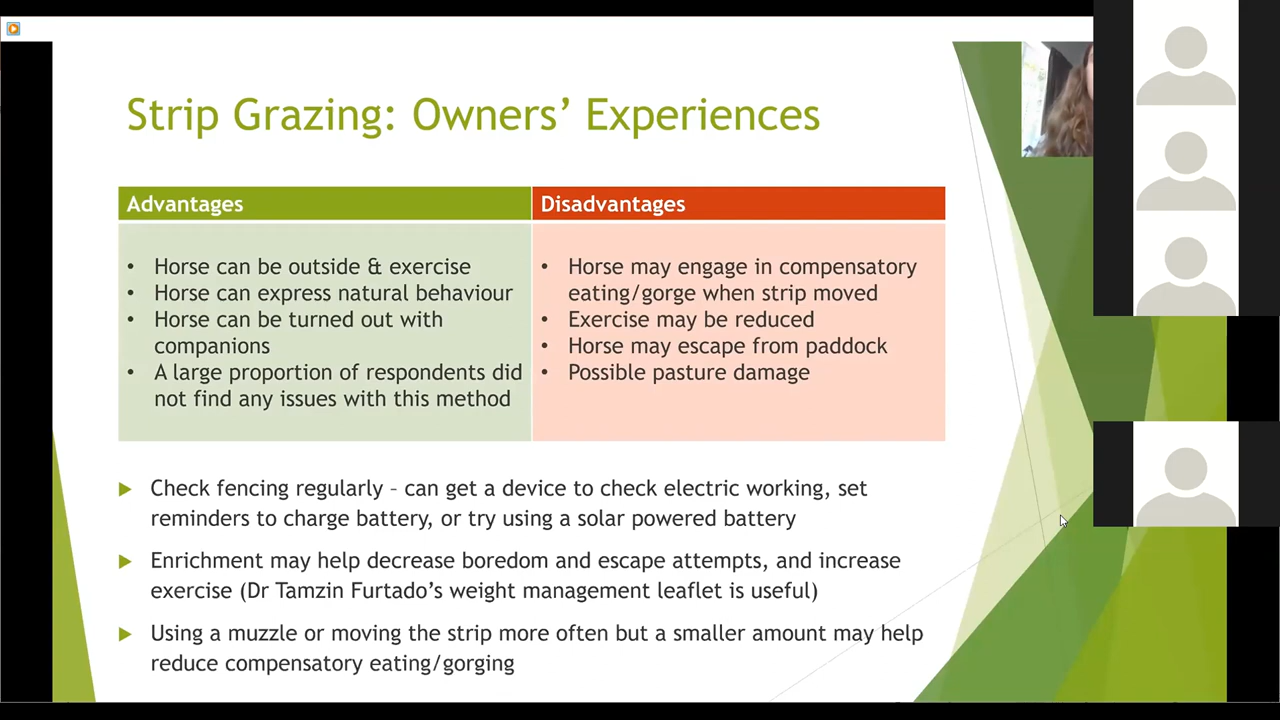 Strip Grazing: Owners’ Experiences
Advantages
• Horse can be outside & exercise
• Horse can express natural behaviour
• Horse can be turned out with
companions
• A large proportion of respondents did
not find any issues with this method
Disadvantages
• Horse may engage in compensatory
eating/gorge when strip moved
• Exercise may be reduced
• Horse may escape from paddock
• Possible pasture damage
Check fencing regularly – can get a device to check electric working, set
reminders to charge battery, or try using a solar powered battery
Enrichment may help decrease boredom and escape attempts, and increase
exercise (Dr Tamzin Furtado’s weight management leaflet is useful)
Using a muzzle or moving the strip more often but a smaller amount may help
reduce compensatory eating/gorging